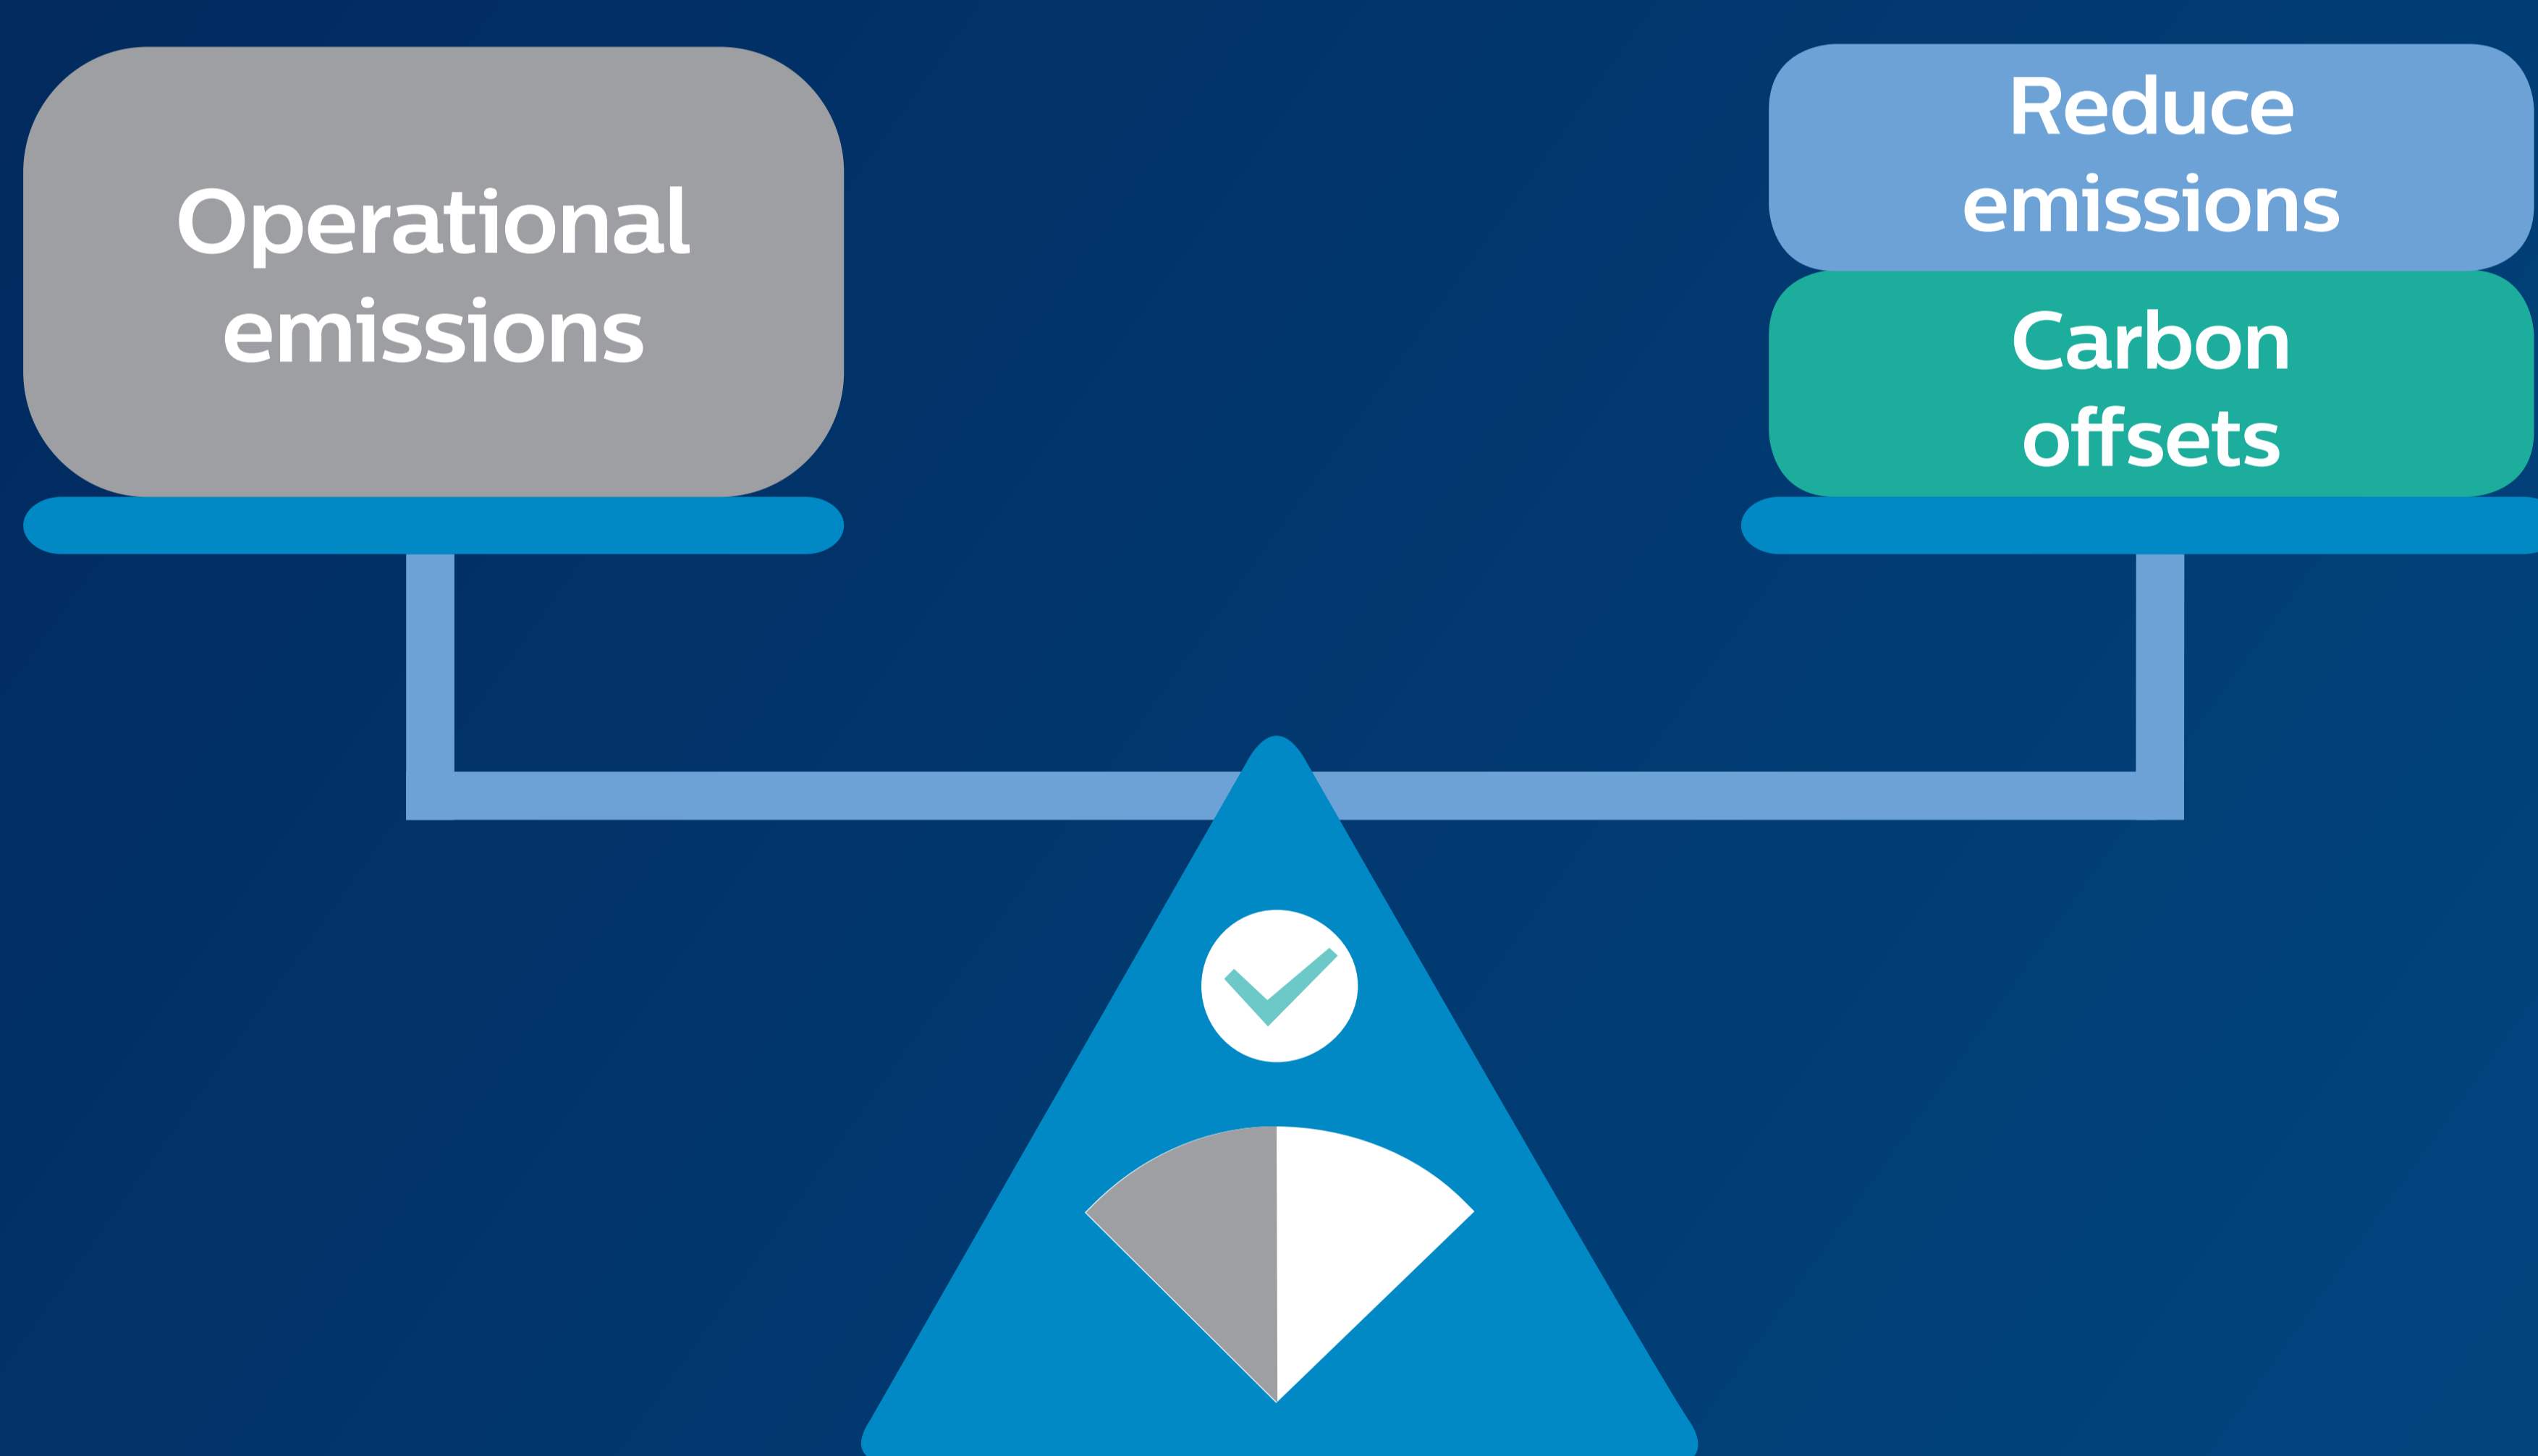 Operational
emissions
Reduce
emissions
Carbon
offsets